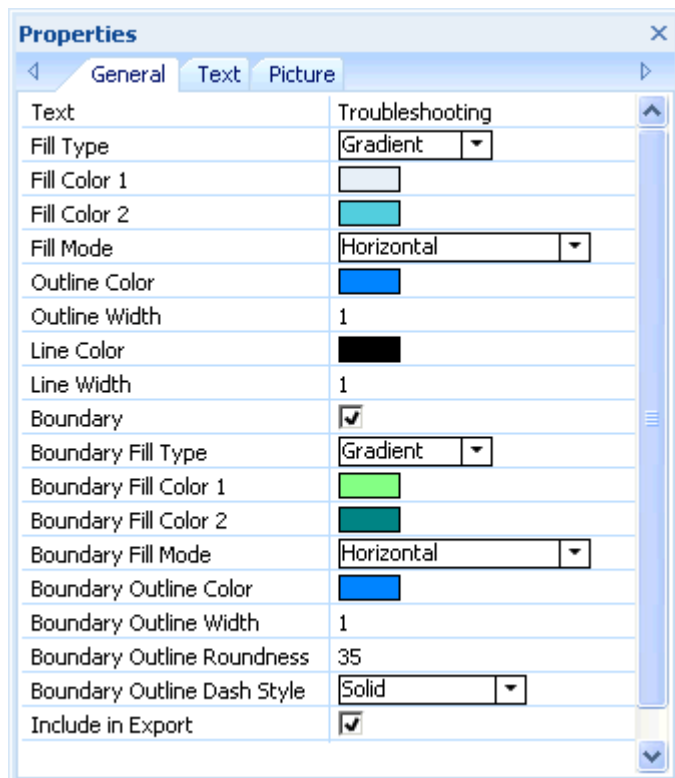 Properties
General Text Picture
Text Troubleshooting
Fill Type Gradient
Fill Color 1
Fill Color 2
Fill Mode Horizontal
Outline Color
Outline Width 1
Line Color
Line Width 1
Boundary
Boundary Fill Type Gradient
Boundary Fill Color 1
Boundary Fill Color 2
Boundary Fill Mode Horizontal
Boundary Outline Color
Boundary Outline Width 1
Boundary Outline Roundness 35
Boundary Outline Dash Style Solid
Include in Export